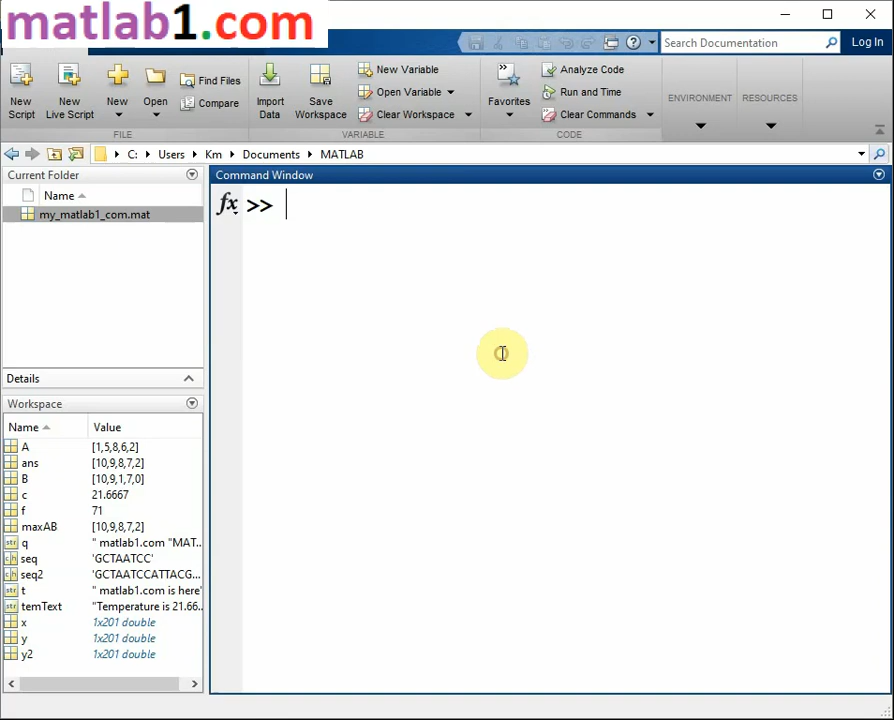 matlab1.com
Search Documentation
Log In
New Script
New Live Script
New
Open
Find Files
Compare
Import Data
Save Workspace
New Variable
Open Variable
Clear Workspace
Favorites
Analyze Code
Run and Time
Clear Commands
ENVIRONMENT
RESOURCES
FILE
VARIABLE
CODE
C: Users Km Documents MATLAB
Current Folder
Name
my_matlab1_com.mat
Details
Workspace
Name Value
A [1,5,8,6,2]
ans [10,9,8,7,2]
B [10,9,1,7,0]
c 21.6667
f 71
maxAB [10,9,8,7,2]
str q " matlab1.com "MAT...
ch seq 'GCTAATCC'
ch seq2 'GCTAATCCATTACG...
str t " matlab1.com is here"
str temText "Temperature is 21.66...
x 1x201 double
y 1x201 double
y2 1x201 double
Command Window
fx >>